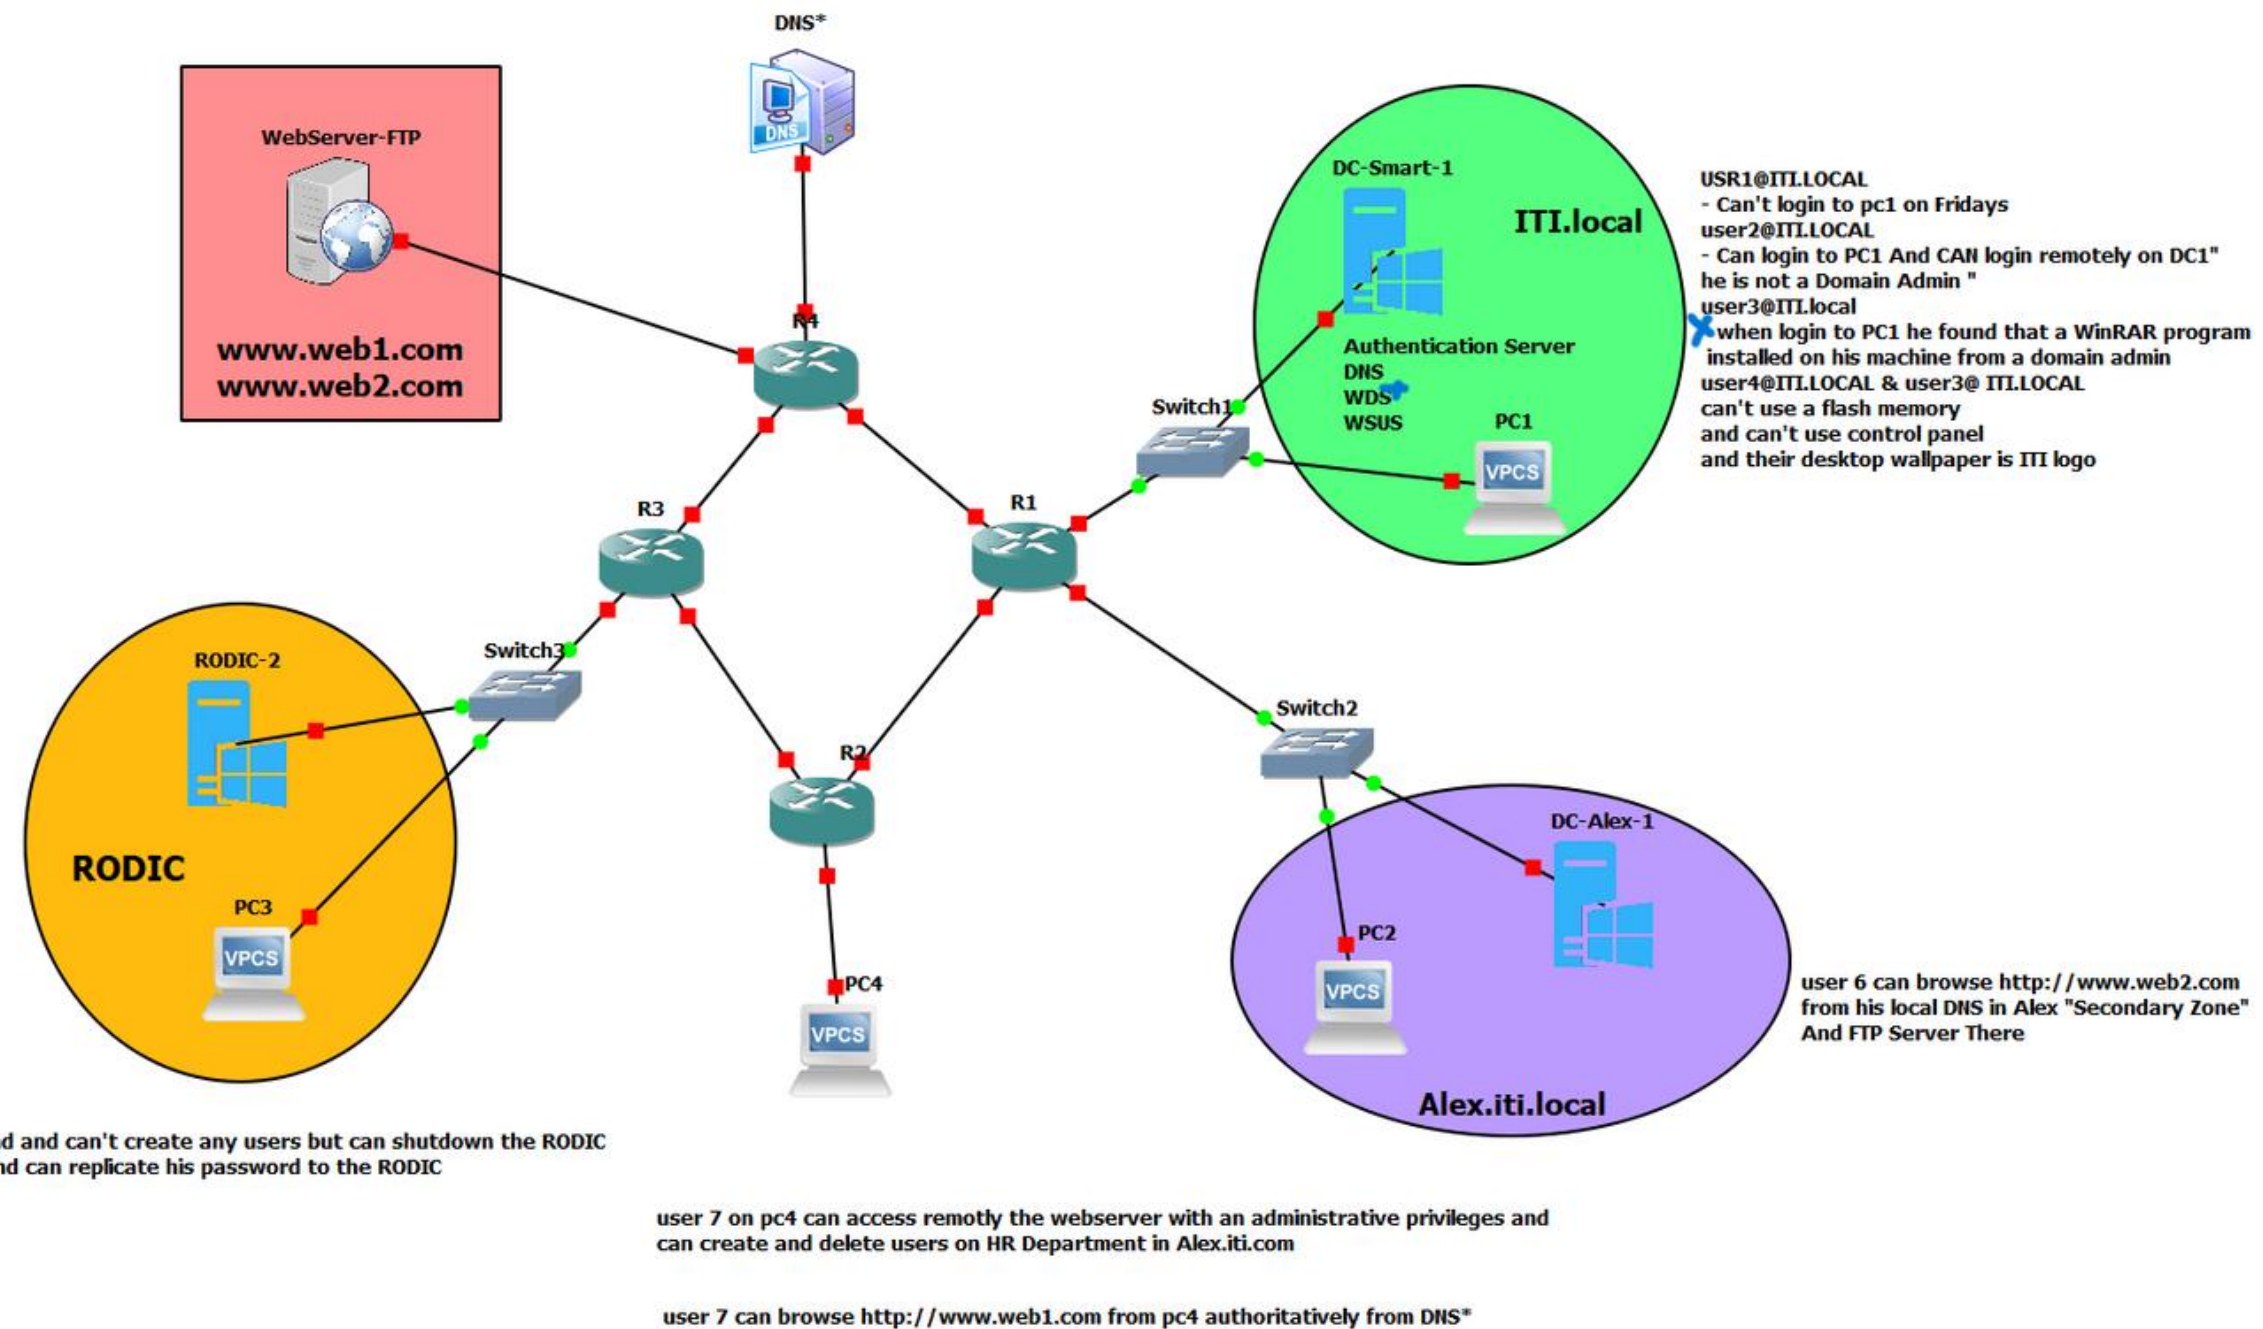 DNS*
WebServer-FTP
www.web1.com
www.web2.com
DNS
R4
DC-Smart-1
ITI.local
Authentication Server
DNS
WDS
WSUS
Switch1
PC1
VPCS
USR1@ITI.LOCAL
- Can't login to pc1 on Fridays
user2@ITI.LOCAL
- Can login to PC1 And CAN login remotely on DC1"
he is not a Domain Admin "
user3@ITI.local
when login to PC1 he found that a WinRAR program
installed on his machine from a domain admin
user4@ITI.LOCAL & user3@ ITI.LOCAL
can't use a flash memory
and can't use control panel
and their desktop wallpaper is ITI logo
R3
R1
RODIC-2
Switch3
RODIC
PC3
VPCS
R2
PC4
VPCS
Switch2
DC-Alex-1
PC2
VPCS
Alex.iti.local
user 6 can browse http://www.web2.com
from his local DNS in Alex "Secondary Zone"
And FTP Server There
and can't create any users but can shutdown the RODIC
can replicate his password to the RODIC
user 7 on pc4 can access remotly the webserver with an administrative privileges and
can create and delete users on HR Department in Alex.iti.com
user 7 can browse http://www.web1.com from pc4 authoritatively from DNS*